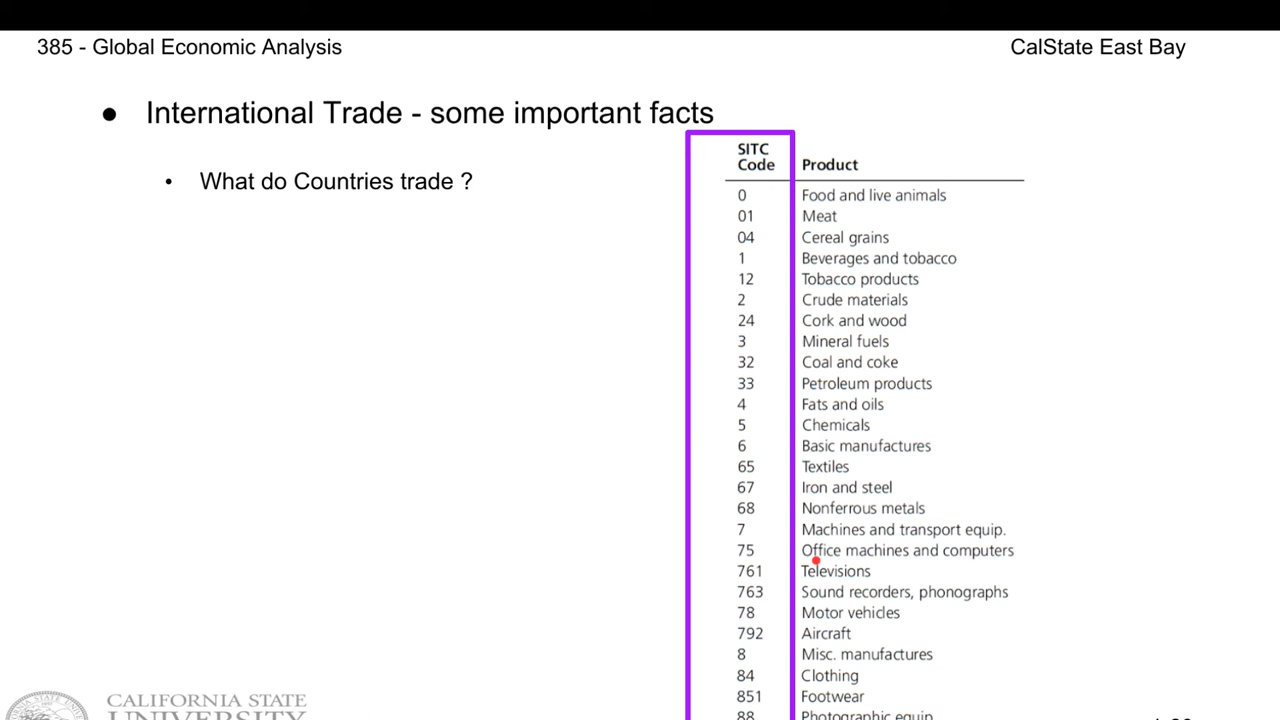 385 - Global Economic Analysis
CalState East Bay
● International Trade - some important facts
• What do Countries trade ?
SITC
Code Product
0 Food and live animals
01 Meat
04 Cereal grains
1 Beverages and tobacco
12 Tobacco products
2 Crude materials
24 Cork and wood
3 Mineral fuels
32 Coal and coke
33 Petroleum products
4 Fats and oils
5 Chemicals
6 Basic manufactures
65 Textiles
67 Iron and steel
68 Nonferrous metals
7 Machines and transport equip.
75 Office machines and computers
761 Televisions
763 Sound recorders, phonographs
78 Motor vehicles
792 Aircraft
8 Misc. manufactures
84 Clothing
851 Footwear
88 Photographic equip.
CALIFORNIA STATE
UNIVERSITY